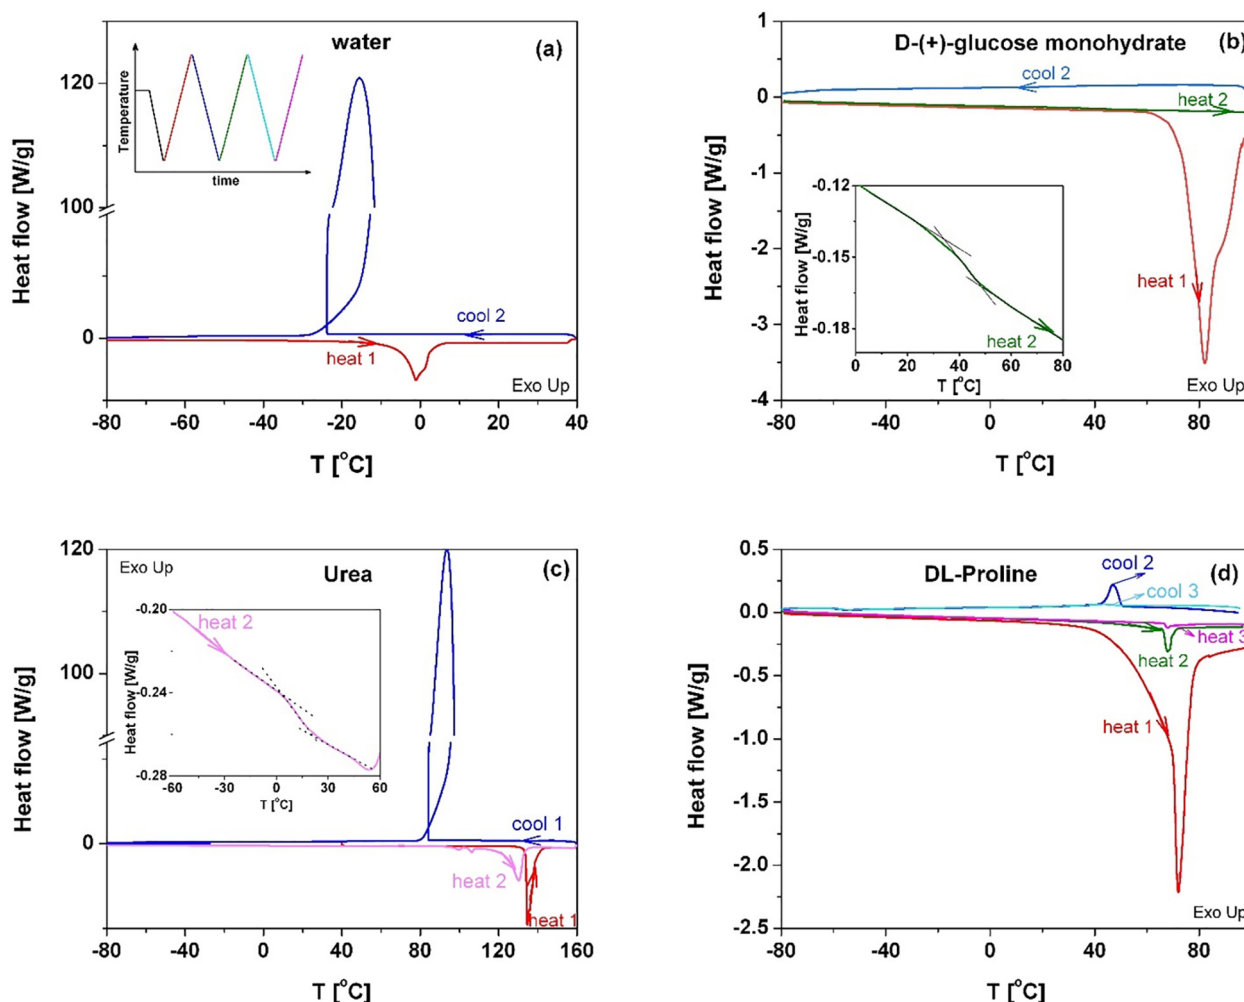 water
(a)
Temperature
time
120
100
0
Heat flow [W/g]
cool 2
heat 1
Exo Up
-80
-60
-40
-20
0
20
40
T [°C]
D-(+)-glucose monohydrate
(b)
1
0
-1
-2
-3
-4
Heat flow [W/g]
cool 2
heat 2
heat 1
-0.12
-0.15
-0.18
Heat flow [W/g]
heat 2
0
20
40
60
80
T [°C]
Exo Up
-80
-40
0
40
80
T [°C]
Exo Up
Urea
(c)
120
100
0
Heat flow [W/g]
-0.20
-0.24
-0.28
Heat flow [W/g]
heat 2
-60
-30
0
30
60
T [°C]
cool 1
heat 2
heat 1
-80
-40
0
40
80
120
160
T [°C]
DL-Proline
(d)
0.5
0.0
-0.5
-1.0
-1.5
-2.0
-2.5
Heat flow [W/g]
cool 2
cool 3
heat 3
heat 2
heat 1
Exo Up
-80
-40
0
40
80
T [°C]